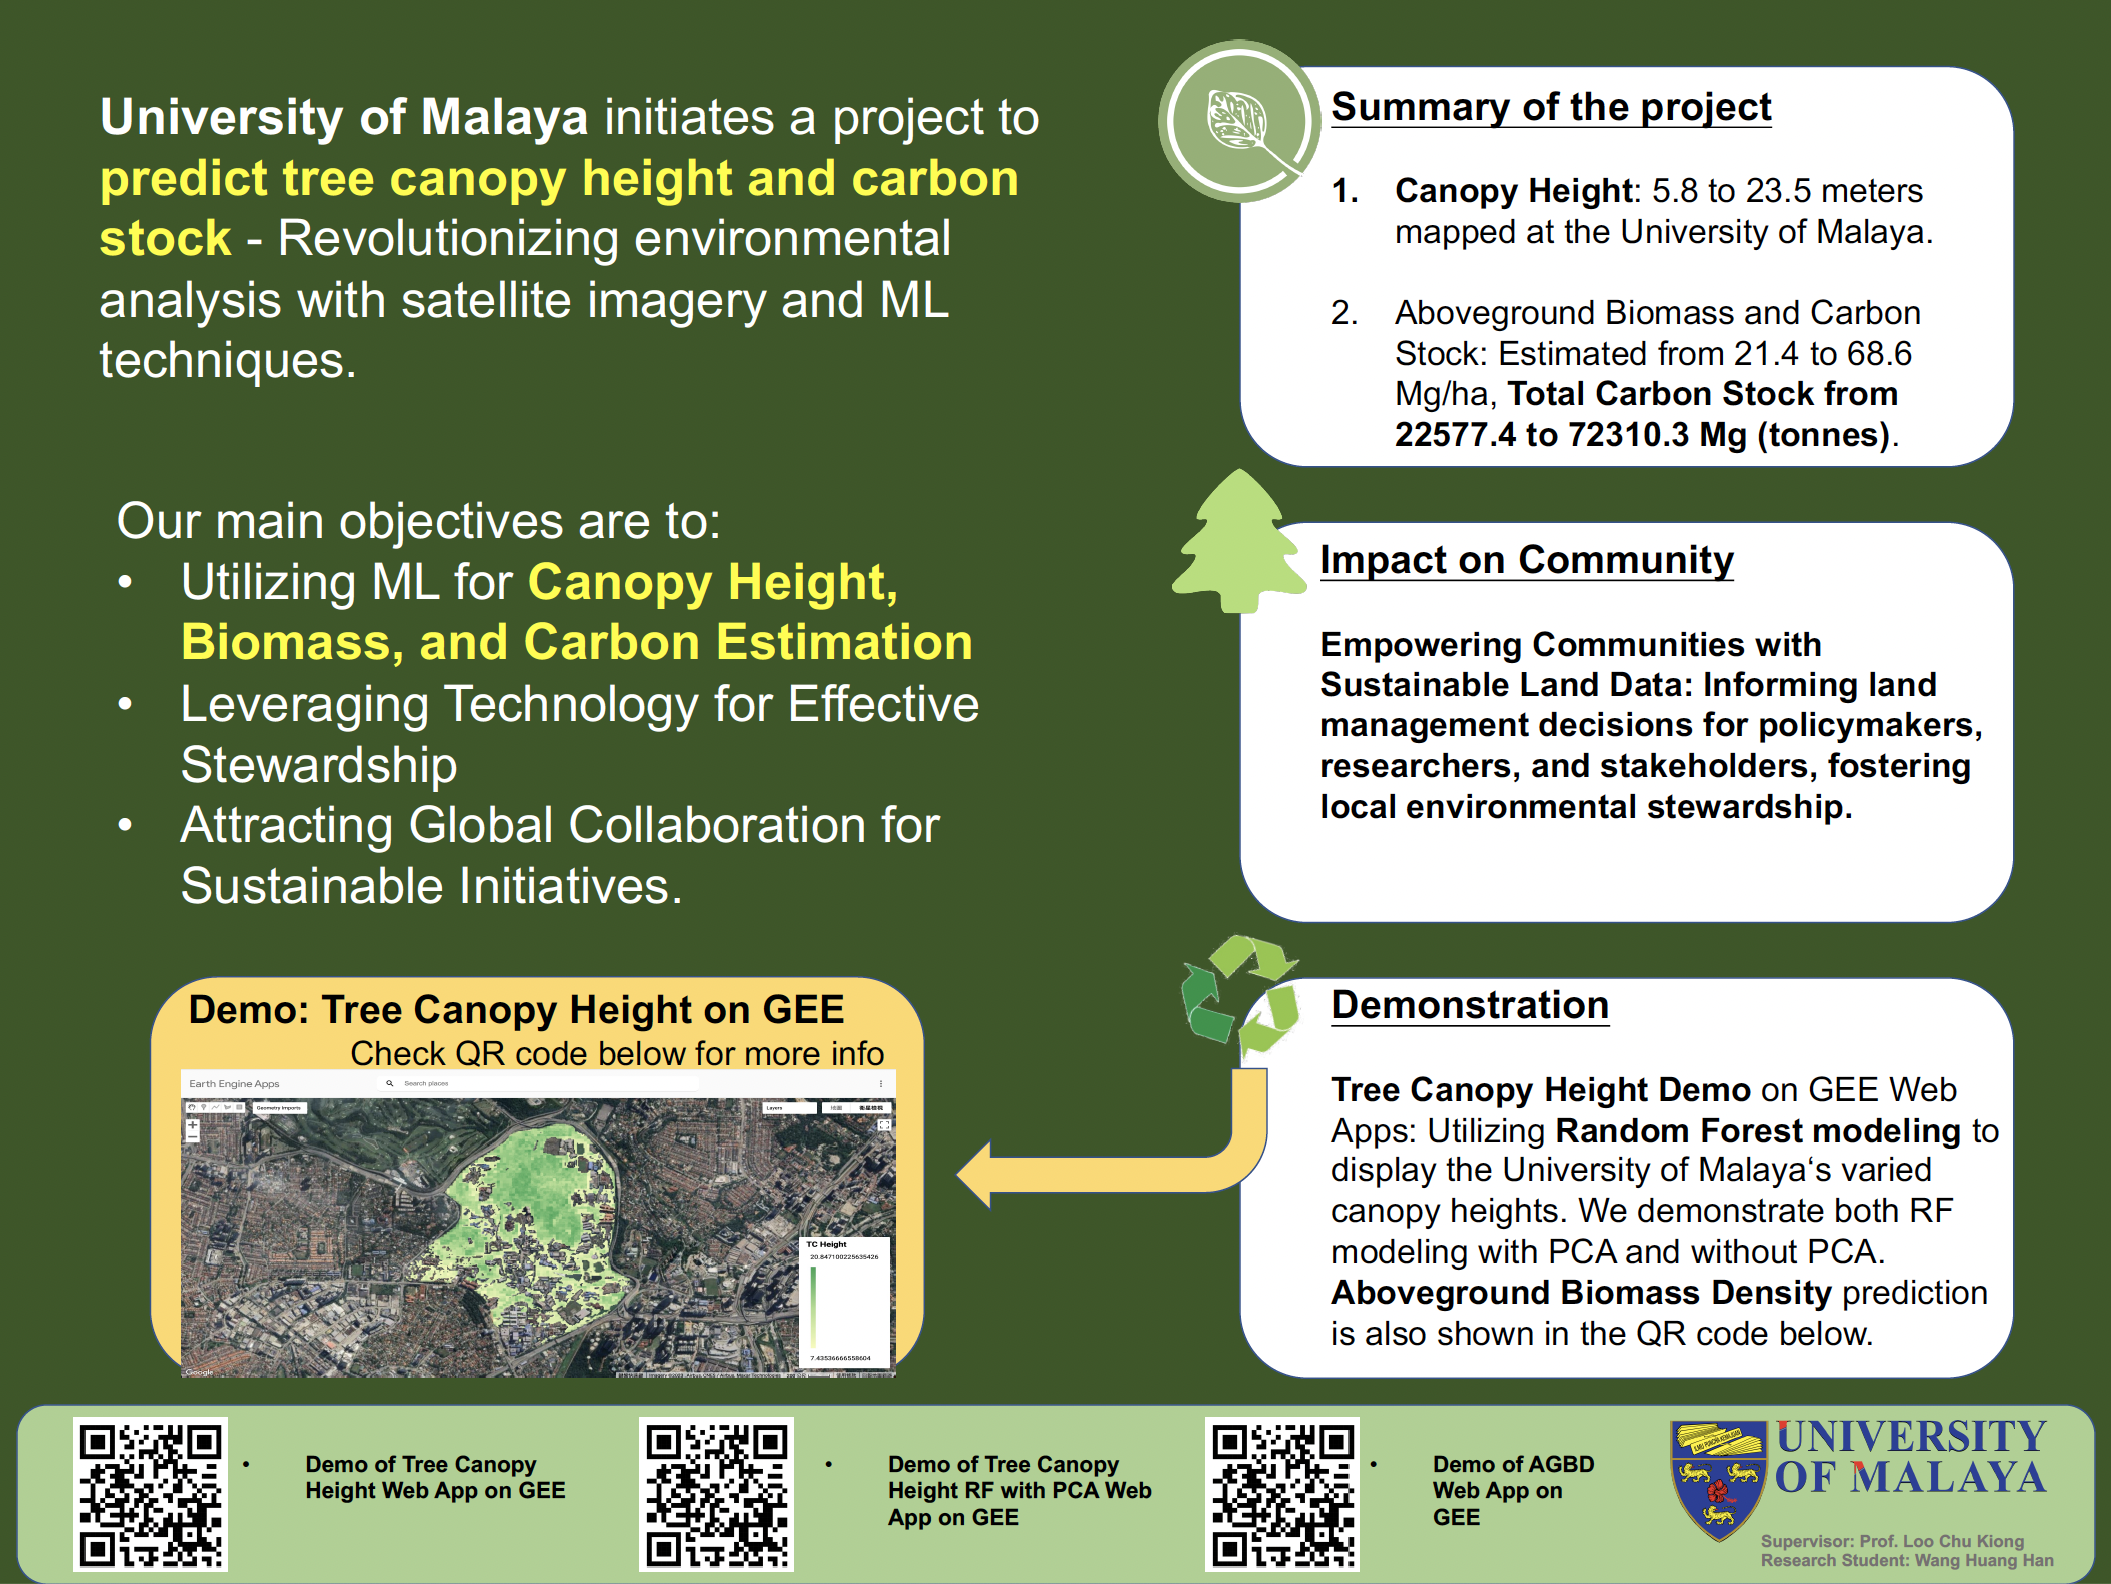 University of Malaya initiates a project to
predict tree canopy height and carbon
stock - Revolutionizing environmental
analysis with satellite imagery and ML
techniques.
Our main objectives are to:
• Utilizing ML for Canopy Height,
Biomass, and Carbon Estimation
• Leveraging Technology for Effective
Stewardship
• Attracting Global Collaboration for
Sustainable Initiatives.
Summary of the project
1. Canopy Height: 5.8 to 23.5 meters
mapped at the University of Malaya.
2. Aboveground Biomass and Carbon
Stock: Estimated from 21.4 to 68.6
Mg/ha, Total Carbon Stock from
22577.4 to 72310.3 Mg (tonnes).
Impact on Community
Empowering Communities with
Sustainable Land Data: Informing land
management decisions for policymakers,
researchers, and stakeholders, fostering
local environmental stewardship.
Demonstration
Tree Canopy Height Demo on GEE Web
Apps: Utilizing Random Forest modeling to
display the University of Malaya‘s varied
canopy heights. We demonstrate both RF
modeling with PCA and without PCA.
Aboveground Biomass Density prediction
is also shown in the QR code below.
Demo: Tree Canopy Height on GEE
Check QR code below for more info
Earth Engine Apps
Search places
Geometry Imports
Layers
TC Height
20.847100225635426
7.43536666558604
Google
• Demo of Tree Canopy
Height Web App on GEE
• Demo of Tree Canopy
Height RF with PCA Web
App on GEE
• Demo of AGBD
Web App on
GEE
UNIVERSITY
OF MALAYA
Supervisor: Prof. Loo Chu Kiong
Research Student: Wang Huang Han